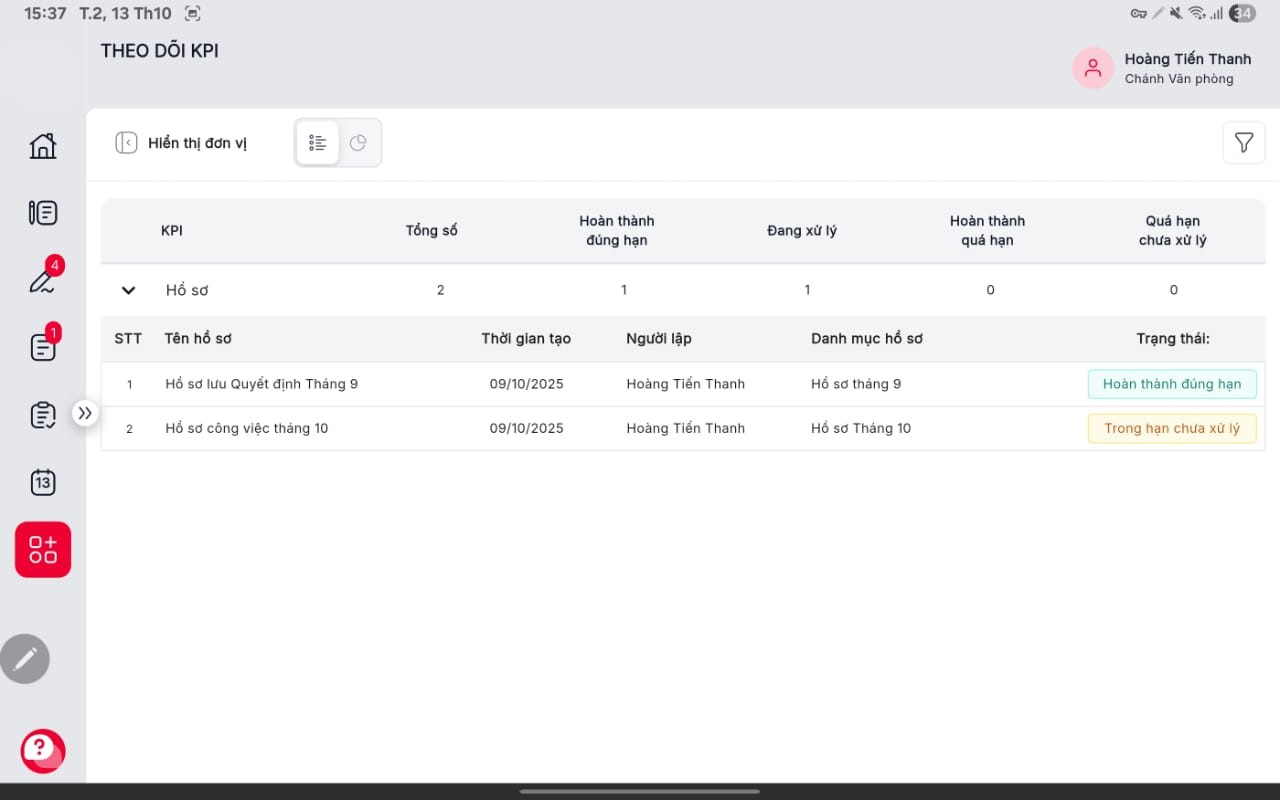 15:37 T.2, 13 Th10
34
THEO DÕI KPI
Hoàng Tiến Thanh
Chánh Văn phòng
Hiển thị đơn vị
KPI Tổng số Hoàn thành đúng hạn Đang xử lý Hoàn thành quá hạn Quá hạn chưa xử lý
Hồ sơ 2 1 1 0 0
STT Tên hồ sơ Thời gian tạo Người lập Danh mục hồ sơ Trạng thái:
1 Hồ sơ lưu Quyết định Tháng 9 09/10/2025 Hoàng Tiến Thanh Hồ sơ tháng 9 Hoàn thành đúng hạn
2 Hồ sơ công việc tháng 10 09/10/2025 Hoàng Tiến Thanh Hồ sơ Tháng 10 Trong hạn chưa xử lý
4
1
13
?